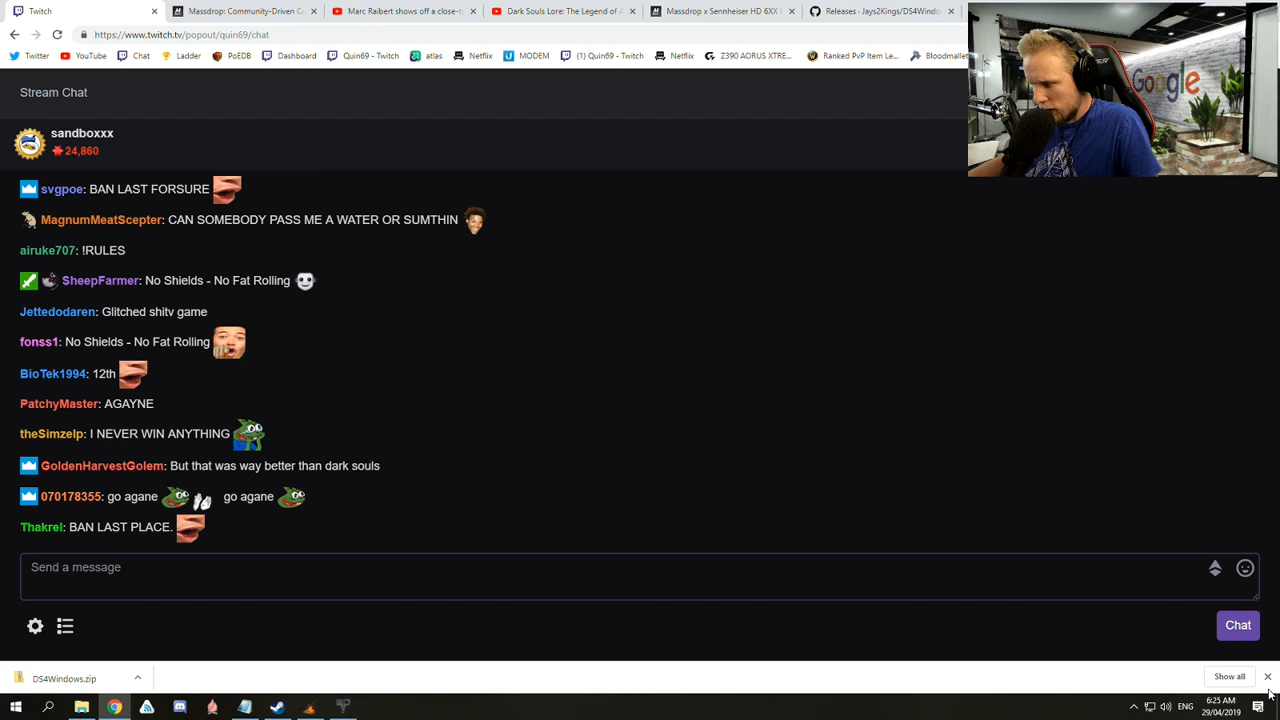 Twitch
Massdrop: Community-Driven C
Marc Raibert shows off a close-t
Dark Souls Lore: The Legend of A
Massdrop x Sennheiser HD 6XX
Releases · Jays2Kings/DS4Window
https://www.twitch.tv/popout/quin69/chat
Twitter YouTube Chat Ladder PoEDB Dashboard Quin69 - Twitch atlas Netflix MODEM (1) Quin69 - Twitch Netflix Z390 AORUS XTRE... Ranked PvP Item Le... Bloodmallet
Google
Stream Chat
sandboxxx
24,860
svgpoe: BAN LAST FORSURE
MagnumMeatScepter: CAN SOMEBODY PASS ME A WATER OR SUMTHIN
airuke707: !RULES
SheepFarmer: No Shields - No Fat Rolling
Jettedodaren: Glitched shitv game
fonss1: No Shields - No Fat Rolling
BioTek1994: 12th
PatchyMaster: AGAYNE
theSimzelp: I NEVER WIN ANYTHING
GoldenHarvestGolem: But that was way better than dark souls
070178355: go agane go agane
Thakrel: BAN LAST PLACE.
Send a message
Chat
DS4Windows.zip
Show all
ENG
6:25 AM
29/04/2019